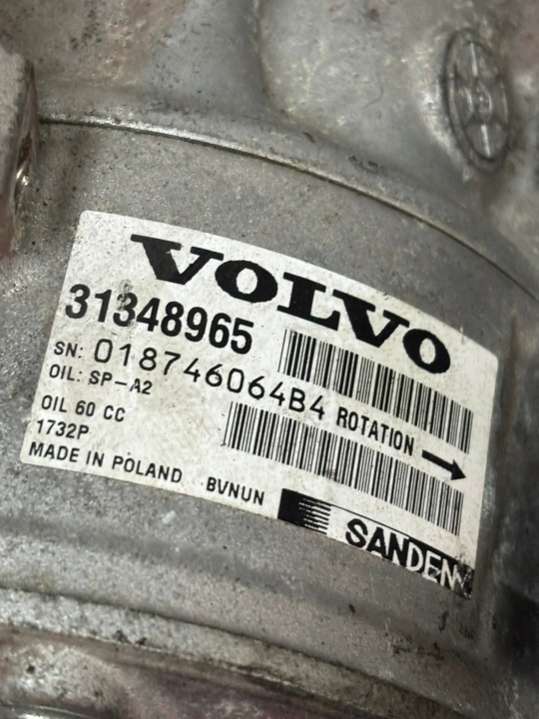 VOLVO
31348965
SN: 018746064B4
OIL: SP-A2
ROTATION
OIL 60 CC
1732P
MADE IN POLAND BVNUN
SANDEN